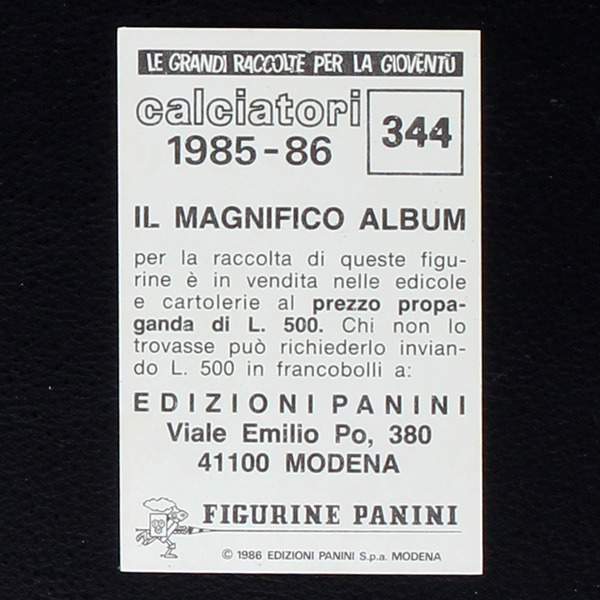 LE GRANDI RACCOLTE PER LA GIOVENTÙ
calciatori
1985-86
344
IL MAGNIFICO ALBUM
per la raccolta di queste figu-
rine è in vendita nelle edicole
e cartolerie al prezzo propa-
ganda di L. 500. Chi non lo
trovasse può richiederlo invian-
do L. 500 in francobolli a:
EDIZIONI PANINI
Viale Emilio Po, 380
41100 MODENA
FIGURINE PANINI
© 1986 EDIZIONI PANINI S.p.a. MODENA